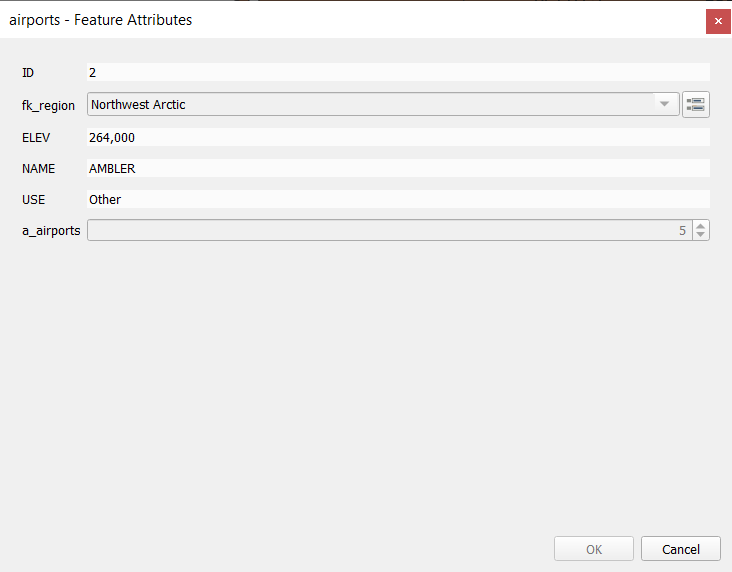 airports - Feature Attributes
ID 2
fk_region Northwest Arctic
ELEV 264,000
NAME AMBLER
USE Other
a_airports 5
OK Cancel